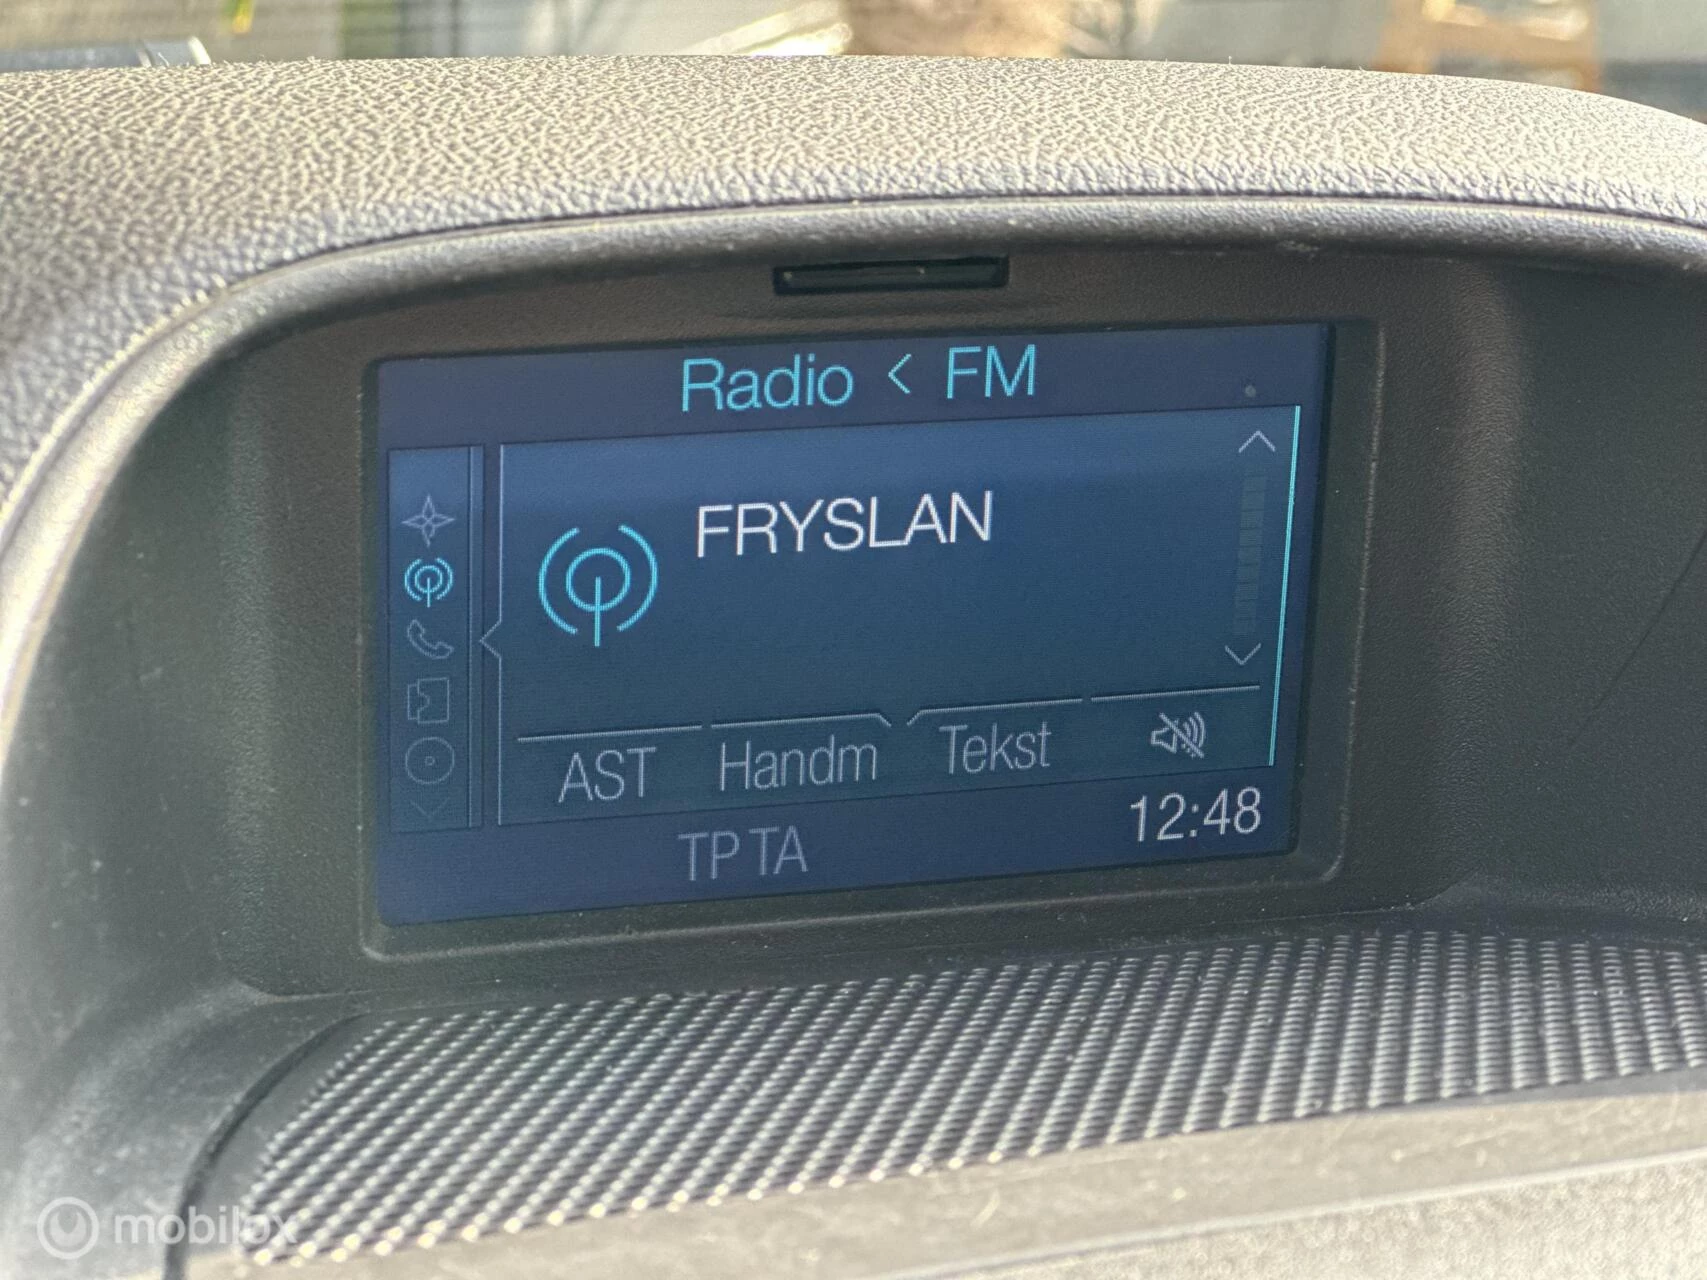 Radio < FM
FRYSLAN
AST Handm Tekst
TP TA 12:48
mobilox